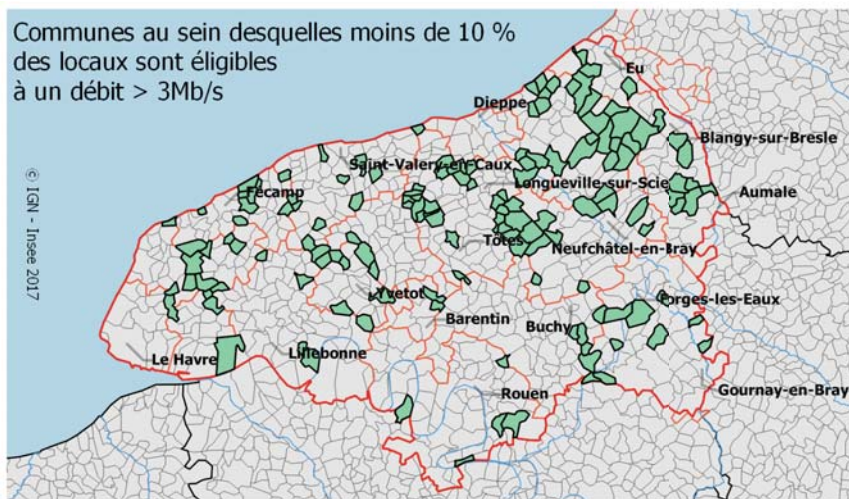 Communes au sein desquelles moins de 10 %
des locaux sont éligibles
à un débit > 3Mb/s
Eu
Dieppe
Blangy-sur-Bresle
Saint-Valery-en-Caux
Longueville-sur-Scie
Fécamp
Aumale
Tôtes
Neufchâtel-en-Bray
© IGN - Insee 2017
Yvetot
Forges-les-Eaux
Barentin
Buchy
Le Havre
Lillebonne
Rouen
Gournay-en-Bray